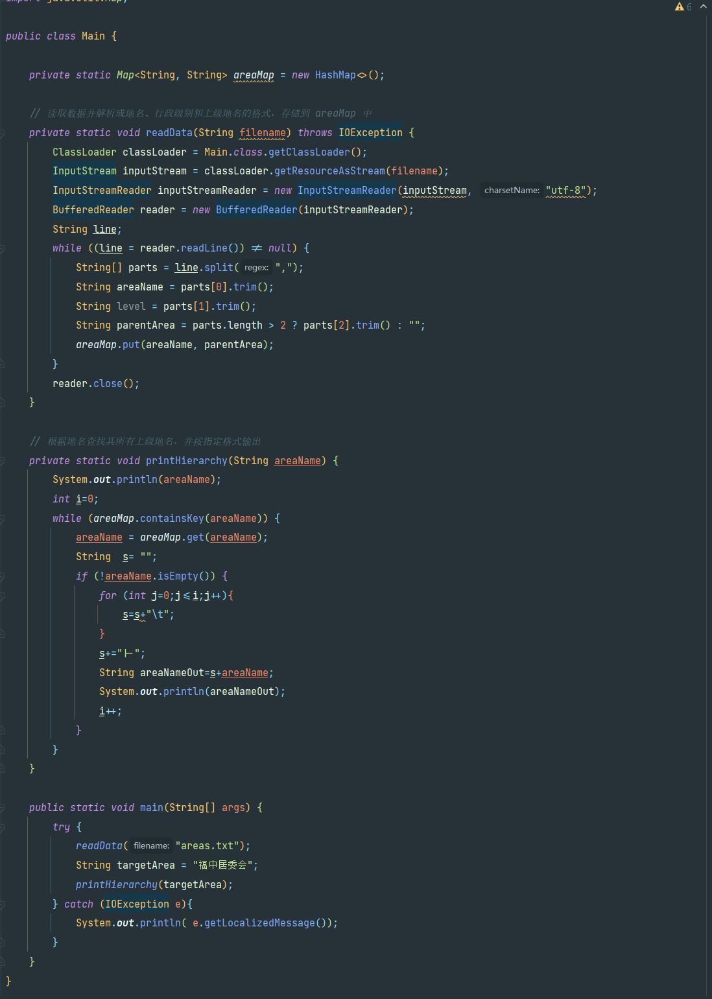 import java.util.Map;
6
public class Main {
private static Map<String, String> areaMap = new HashMap<>();
// 读取数据并解析成地名、行政级别和上级地名的格式，存储到 areaMap 中
private static void readData(String filename) throws IOException {
ClassLoader classLoader = Main.class.getClassLoader();
InputStream inputStream = classLoader.getResourceAsStream(filename);
InputStreamReader inputStreamReader = new InputStreamReader(inputStream, charsetName: "utf-8");
BufferedReader reader = new BufferedReader(inputStreamReader);
String line;
while ((line = reader.readLine()) != null) {
String[] parts = line.split( regex: ",");
String areaName = parts[0].trim();
String level = parts[1].trim();
String parentArea = parts.length > 2 ? parts[2].trim() : "";
areaMap.put(areaName, parentArea);
}
reader.close();
}
// 根据地名查找其所有上级地名，并按指定格式输出
private static void printHierarchy(String areaName) {
System.out.println(areaName);
int i=0;
while (areaMap.containsKey(areaName)) {
areaName = areaMap.get(areaName);
String  s= "";
if (!areaName.isEmpty()) {
for (int j=0;j<=i;j++){
s=s+"\t";
}
s+="|-";
String areaNameOut=s+areaName;
System.out.println(areaNameOut);
i++;
}
}
}
public static void main(String[] args) {
try {
readData( filename: "areas.txt");
String targetArea = "福中居委会";
printHierarchy(targetArea);
} catch (IOException e){
System.out.println( e.getLocalizedMessage());
}
}
}